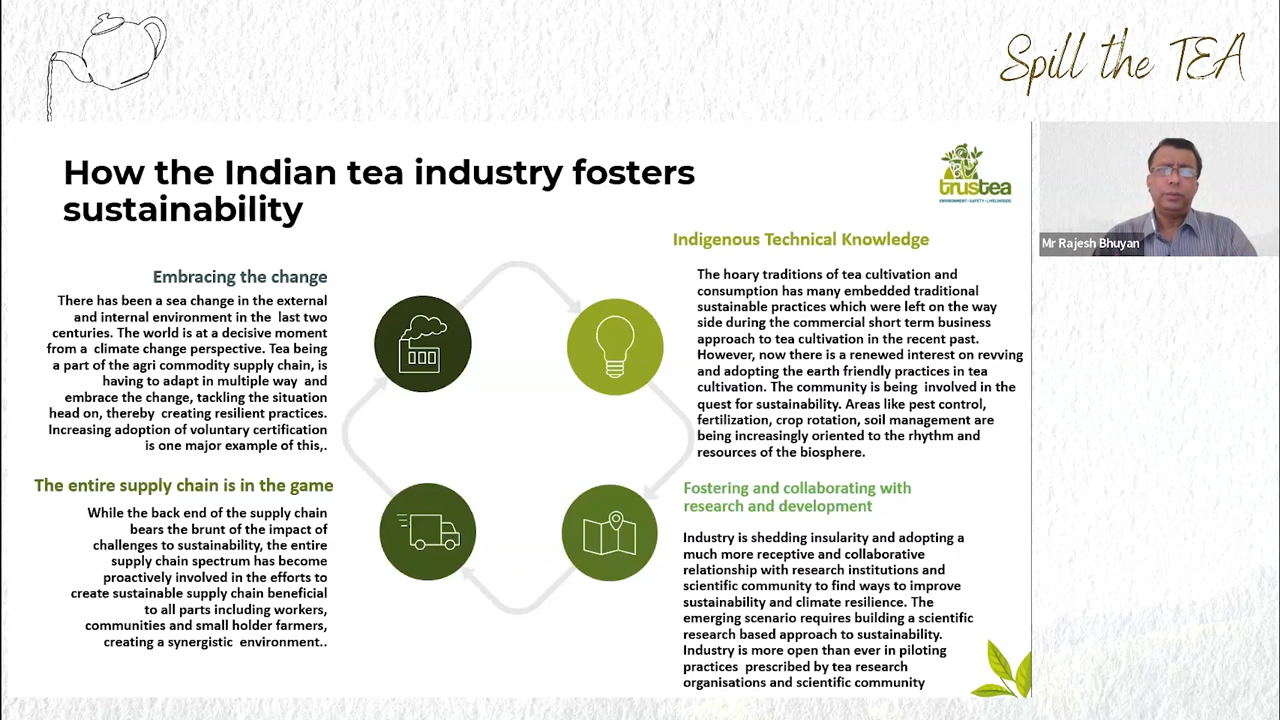 Spill the TEA
How the Indian tea industry fosters
sustainability
trustea
ENVIRONMENT•SAFETY•LIVELIHOODS
Mr Rajesh Bhuyan
Embracing the change
There has been a sea change in the external
and internal environment in the last two
centuries. The world is at a decisive moment
from a climate change perspective. Tea being
a part of the agri commodity supply chain, is
having to adapt in multiple way and
embrace the change, tackling the situation
head on, thereby creating resilient practices.
Increasing adoption of voluntary certification
is one major example of this,.
Indigenous Technical Knowledge
The hoary traditions of tea cultivation and
consumption has many embedded traditional
sustainable practices which were left on the way
side during the commercial short term business
approach to tea cultivation in the recent past.
However, now there is a renewed interest on revving
and adopting the earth friendly practices in tea
cultivation. The community is being involved in the
quest for sustainability. Areas like pest control,
fertilization, crop rotation, soil management are
being increasingly oriented to the rhythm and
resources of the biosphere.
The entire supply chain is in the game
While the back end of the supply chain
bears the brunt of the impact of
challenges to sustainability, the entire
supply chain spectrum has become
proactively involved in the efforts to
create sustainable supply chain beneficial
to all parts including workers,
communities and small holder farmers,
creating a synergistic environment..
Fostering and collaborating with
research and development
Industry is shedding insularity and adopting a
much more receptive and collaborative
relationship with research institutions and
scientific community to find ways to improve
sustainability and climate resilience. The
emerging scenario requires building a scientific
research based approach to sustainability.
Industry is more open than ever in piloting
practices prescribed by tea research
organisations and scientific community